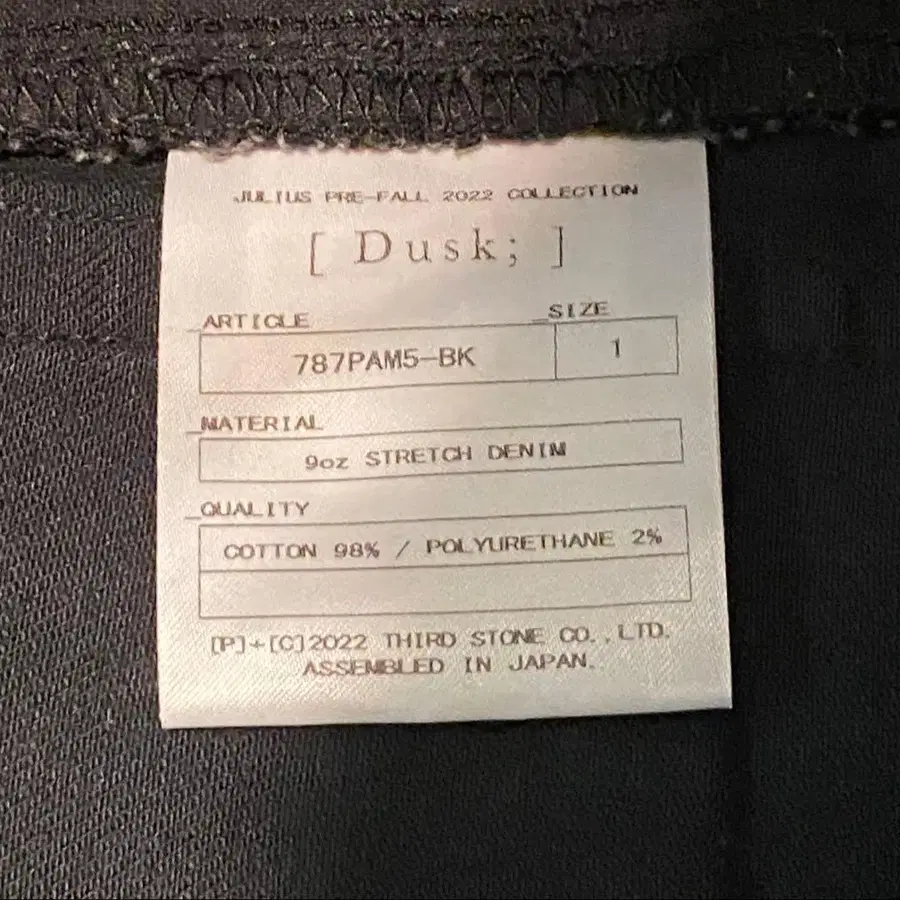 JULIUS PRE-FALL 2022 COLLECTION
[ Dusk; ]
_ARTICLE _SIZE
787PAM5-BK 1
_MATERIAL
9oz STRETCH DENIM
_QUALITY
COTTON 98% / POLYURETHANE 2%
[P]+[C]2022 THIRD STONE CO.,LTD.
ASSEMBLED IN JAPAN.